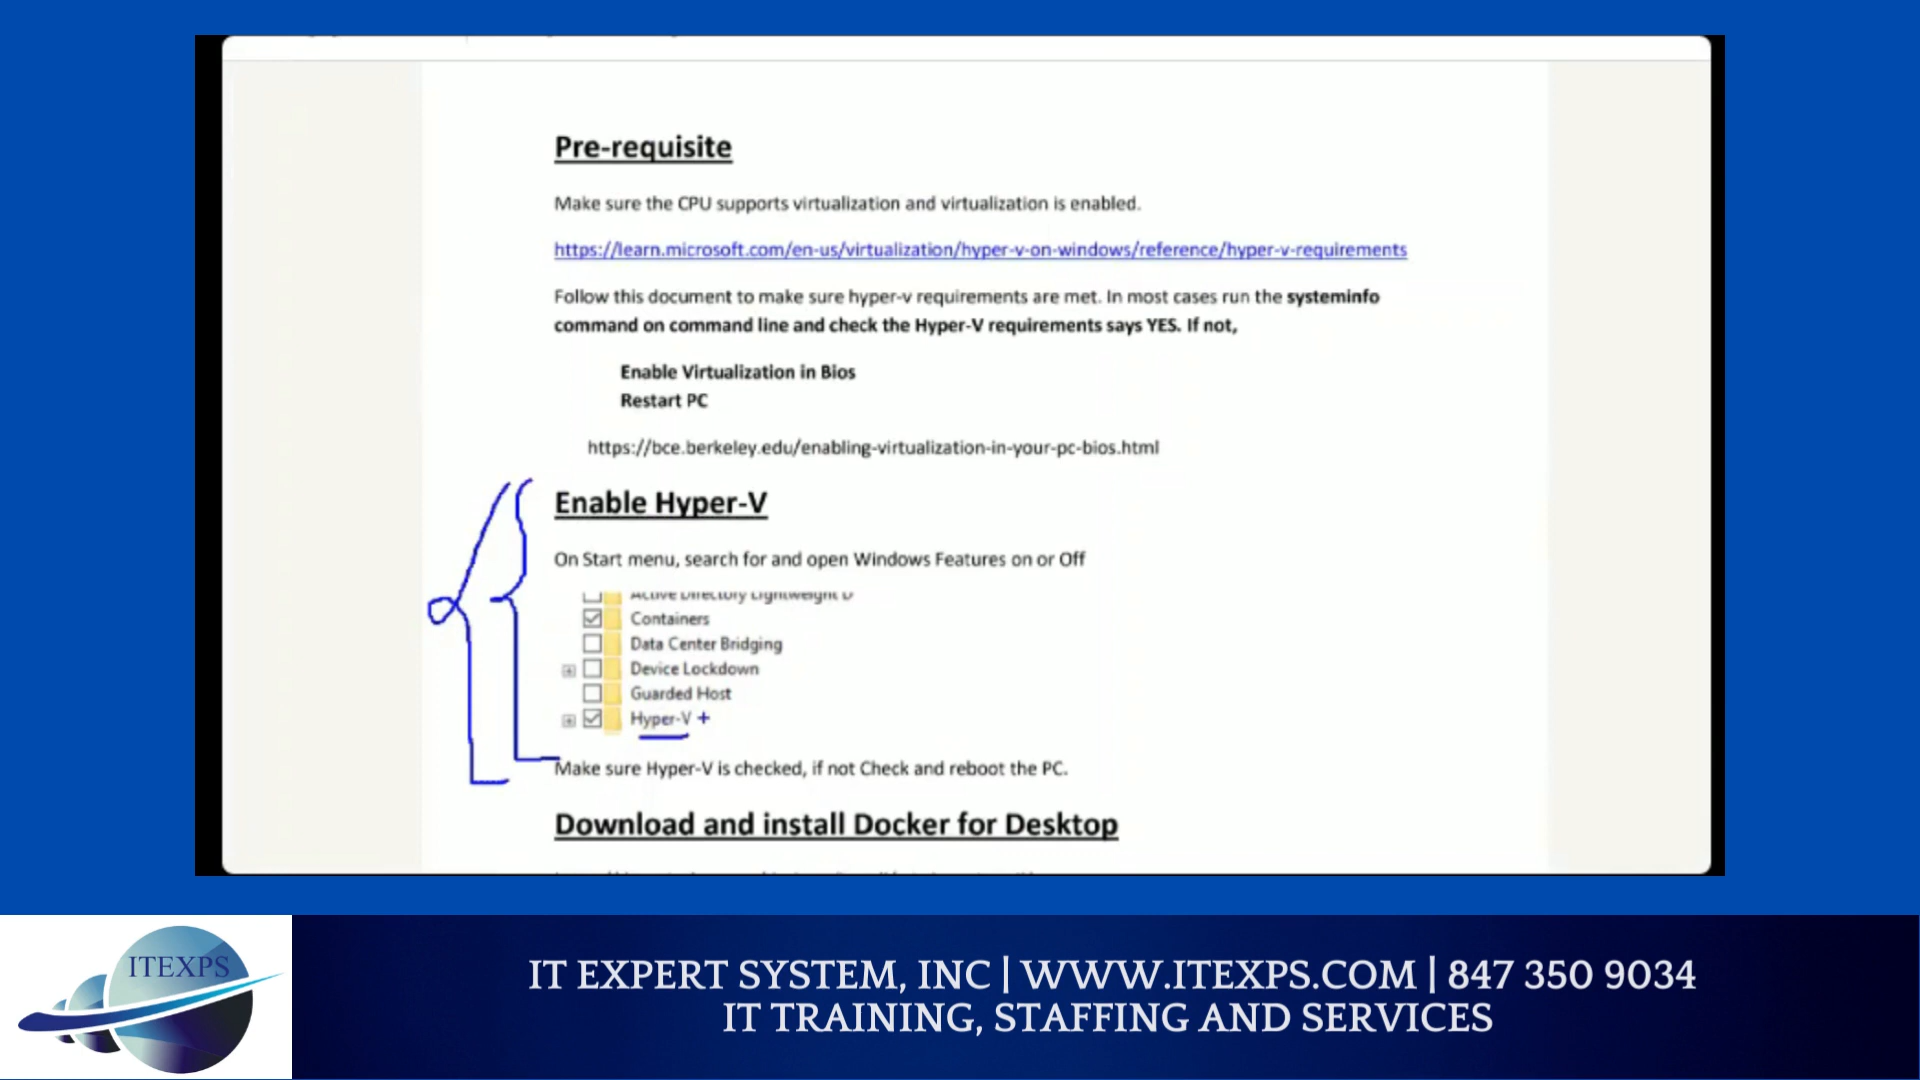 Pre-requisite
Make sure the CPU supports virtualization and virtualization is enabled.
https://learn.microsoft.com/en-us/virtualization/hyper-v-on-windows/reference/hyper-v-requirements
Follow this document to make sure hyper-v requirements are met. In most cases run the systeminfo
command on command line and check the Hyper-V requirements says YES. If not,
Enable Virtualization in Bios
Restart PC
https://bce.berkeley.edu/enabling-virtualization-in-your-pc-bios.html
Enable Hyper-V
On Start menu, search for and open Windows Features on or Off
Active Directory Lightweight D
Containers
Data Center Bridging
Device Lockdown
Guarded Host
Hyper-V +
Make sure Hyper-V is checked, if not Check and reboot the PC.
Download and install Docker for Desktop
ITEXPS
IT EXPERT SYSTEM, INC | WWW.ITEXPS.COM | 847 350 9034
IT TRAINING, STAFFING AND SERVICES